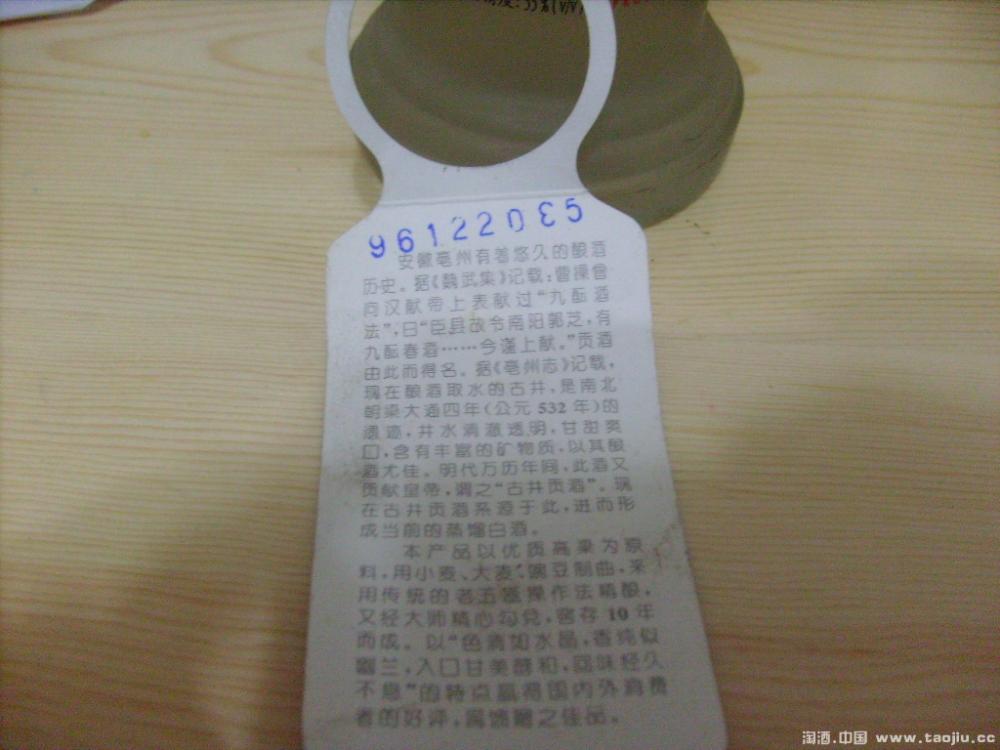 度:55%(V/V)
96122035
安徽亳州有着悠久的酿酒
历史。据《魏武集》记载：曹操曾
向汉献帝上表献过“九酝酒
法”,曰“臣县故令南阳郭芝，有
九酝春酒……今谨上献。”贡酒
由此而得名。据《亳州志》记载，
现在酿酒取水的古井，是南北
朝梁大通四年(公元532年)的
遗迹，井水清澈透明，甘甜爽
口，含有丰富的矿物质，以其酿
酒尤佳。明代万历年间，此酒又
贡献皇帝，谓之“古井贡酒”。现
在古井贡酒系源于此，进而形
成当前的蒸馏白酒。
本产品以优质高粱为原
料，用小麦、大麦、豌豆制曲，采
用传统的老五甑操作法精酿，
又经大师精心勾兑，窖存10年
而成。以“色清如水晶，香纯似
幽兰，入口甘美醇和，回味经久
不息”的特点赢得国内外消费
者的好评，属馈赠之佳品。
淘酒.中国 www.taojiu.cc